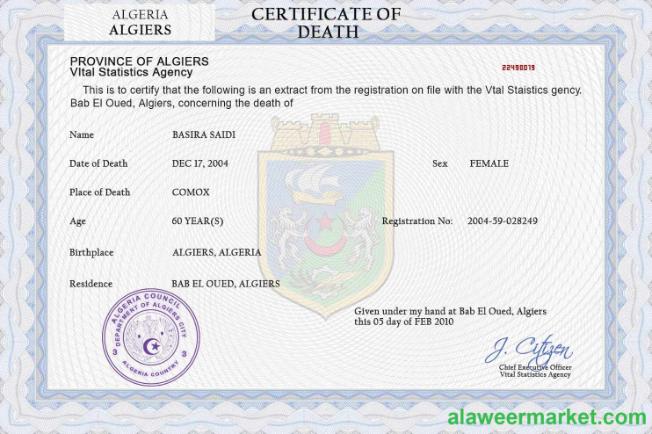 ALGERIA
ALGIERS
CERTIFICATE OF
DEATH
PROVINCE OF ALGIERS
VItal Statistics Agency
22490079
This is to certify that the following is an extract from the registration on file with the Vtal Staistics gency.
Bab El Oued, Algiers, concerning the death of
Name BASIRA SAIDI
Date of Death DEC 17, 2004 Sex FEMALE
Place of Death COMOX
Age 60 YEAR(S) Registration No: 2004-59-028249
Birthplace ALGIERS, ALGERIA
Residence BAB EL OUED, ALGIERS
ALGERIA COUNCIL
DEPARTMENT OF ALGIERS CITY
ALGERIA COUNTRY
Given under my hand at Bab El Oued, Algiers
this 05 day of FEB 2010
J. Citizen
Chief Executive Officer
Vital Statistics Agency
alaweermarket.com